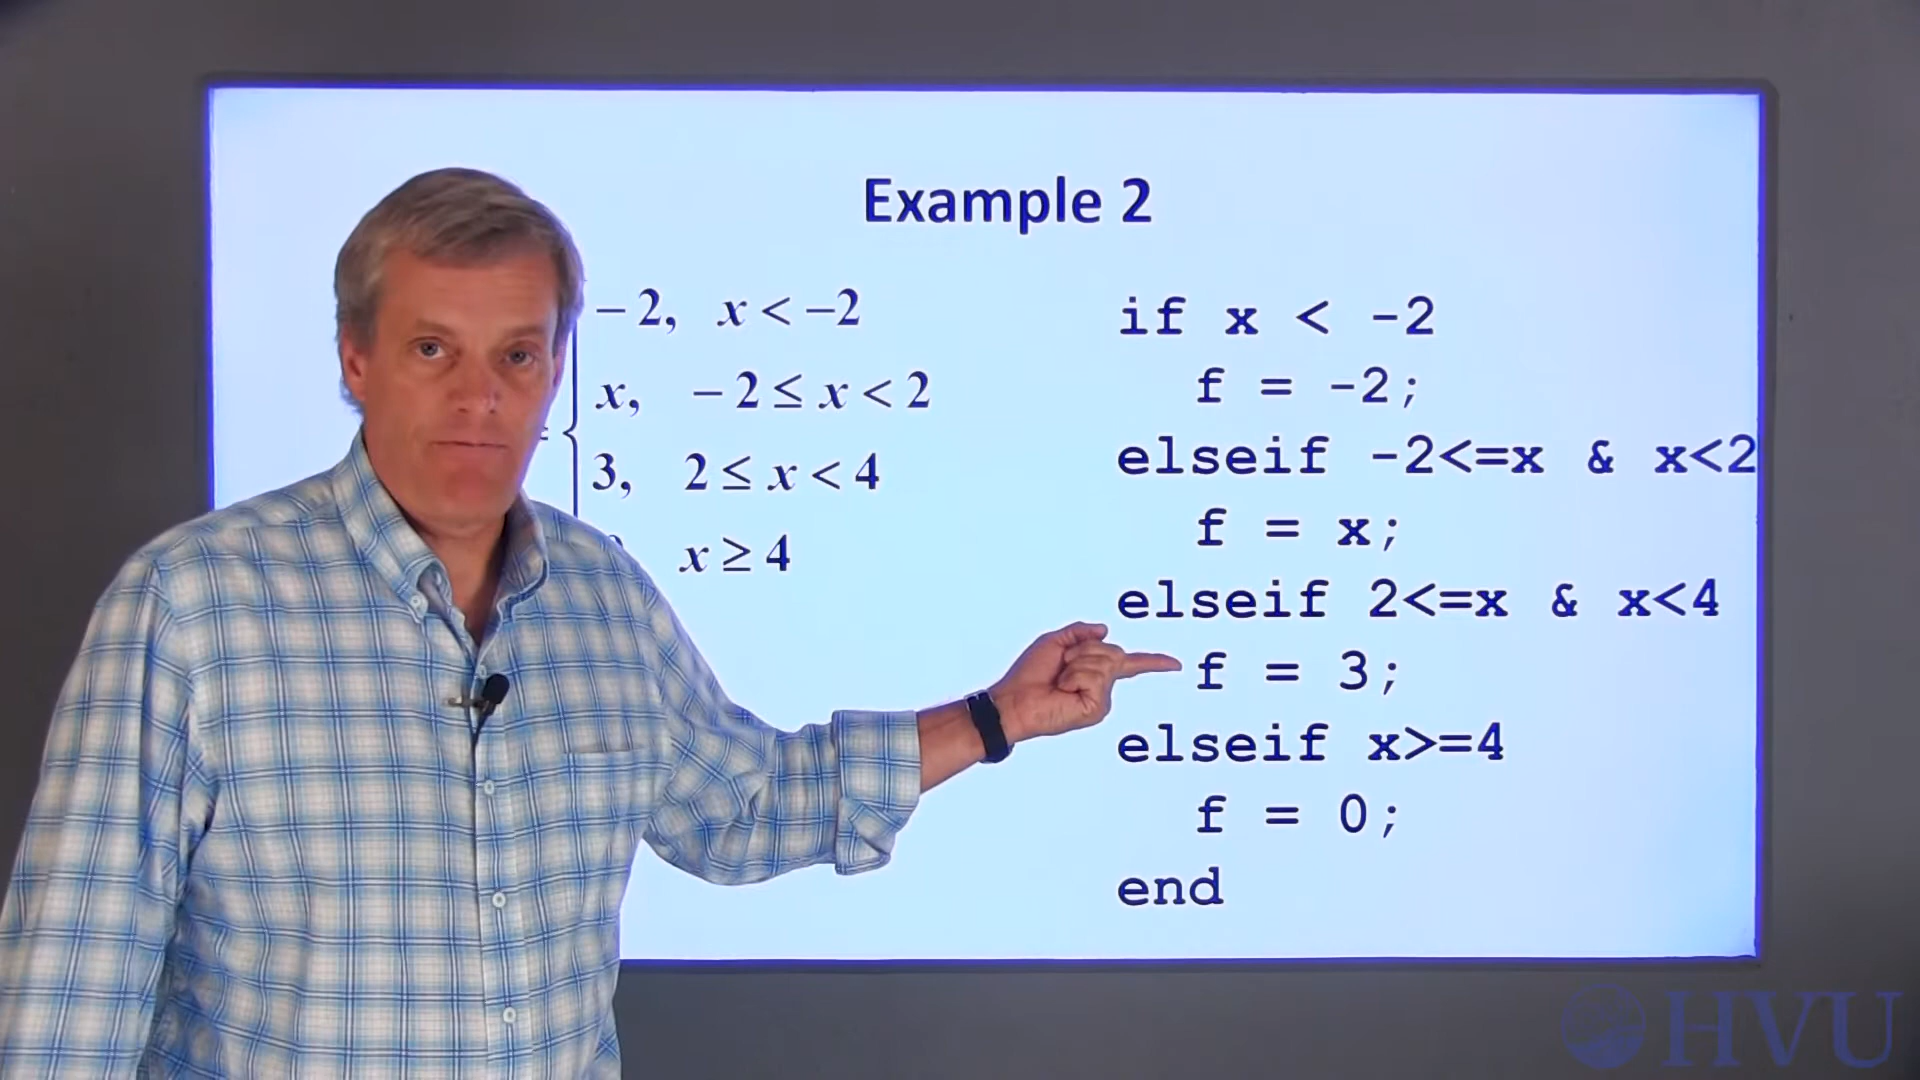 Example 2
− 2, x < −2
x, − 2 ≤ x < 2
3, 2 ≤ x < 4
x ≥ 4
if x < -2
f = -2;
elseif -2<=x & x<2
f = x;
elseif 2<=x & x<4
f = 3;
elseif x>=4
f = 0;
end
HVU